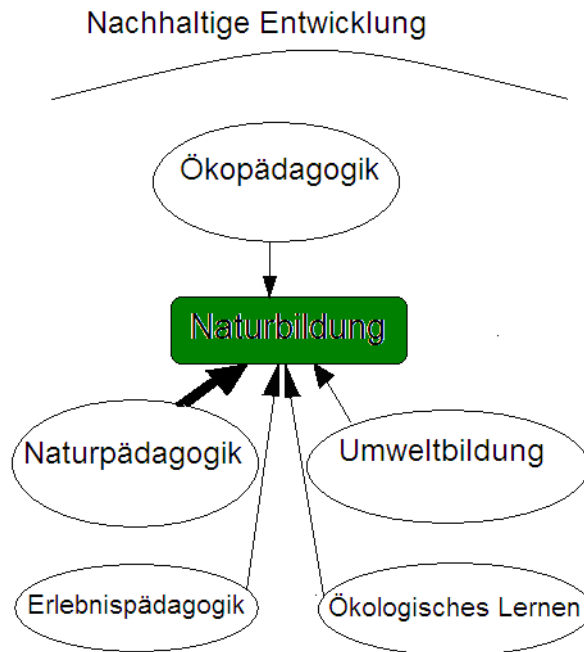 Nachhaltige Entwicklung
Ökopädagogik
Naturbildung
Naturpädagogik
Umweltbildung
Erlebnispädagogik
Ökologisches Lernen